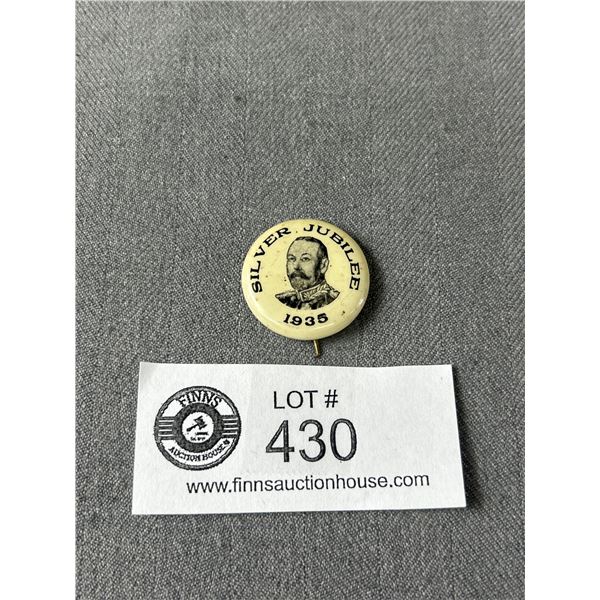 SILVER JUBILEE
1935
FINNS
AUCTION HOUSE
LOT #
430
www.finnsauctionhouse.com